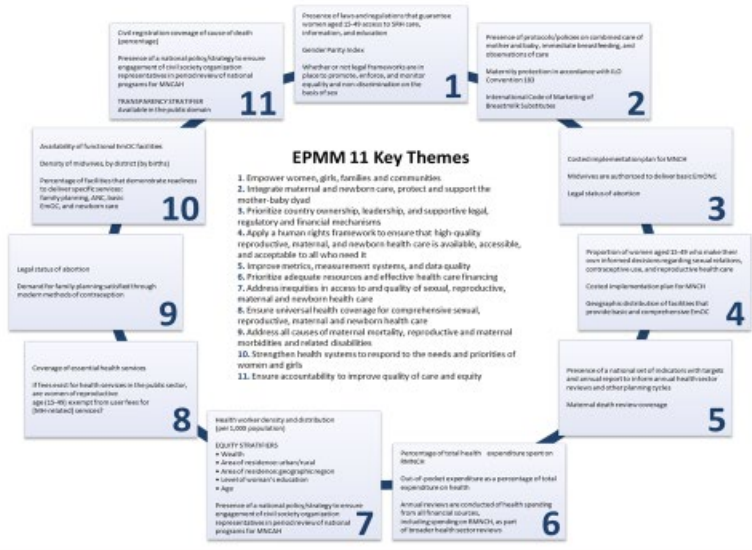 Presence of laws and regulations that guarantee
women aged 15-49 access to SRH care,
information, and education
Gender Parity Index
Whether or not legal frameworks are in
place to promote, enforce, and monitor
equality and non-discrimination on the
basis of sex
1
Presence of protocols/policies on combined care of
mother and baby, immediate breastfeeding, and
observations of care
Maternity protection in accordance with ILO
Convention 183
International Code of Marketing of
Breastmilk Substitutes
2
Costed implementation plan for MNCH
Midwives are authorized to deliver basic EmONC
Legal status of abortion
3
Proportion of women aged 15-49 who make their
own informed decisions regarding sexual relations,
contraceptive use, and reproductive health care
Costed implementation plan for MNCH
Geographic distribution of facilities that
provide basic and comprehensive EmOC
4
Presence of a national set of indicators with targets
and annual report to inform annual health sector
reviews and other planning cycles
Maternal death review coverage
5
Percentage of total health expenditure spent on
RMNCH
Out-of-pocket expenditure as a percentage of total
expenditure on health
Annual reviews are conducted of health spending
from all financial sources,
including spending on RMNCH, as part
of broader health sector reviews
6
Health worker density and distribution
(per 1,000 population)
EQUITY STRATIFIERS
• Wealth
• Area of residence: urban/rural
• Area of residence: geographic region
• Level of woman's education
• Age
Presence of a national policy/strategy to ensure
engagement of civil society organization
representatives in period review of national
programs for MNCAH
7
Coverage of essential health services
If fees exist for health services in the public sector,
are women of reproductive
age (15-49) exempt from user fees for
[MH-related] services?
8
Legal status of abortion
Demand for family planning satisfied through
modern methods of contraception
9
Availability of functional EmOC facilities
Density of midwives, by district (by births)
Percentage of facilities that demonstrate readiness
to deliver specific services:
family planning, ANC, basic
EmOC, and newborn care
10
Civil registration coverage of cause of death
(percentage)
Presence of a national policy/strategy to ensure
engagement of civil society organization
representatives in period review of national
programs for MNCAH
TRANSPARENCY STRATIFIER
Available in the public domain
11
EPMM 11 Key Themes
1. Empower women, girls, families and communities
2. Integrate maternal and newborn care, protect and support the
mother-baby dyad
3. Prioritize country ownership, leadership, and supportive legal,
regulatory and financial mechanisms
4. Apply a human rights framework to ensure that high-quality
reproductive, maternal, and newborn health care is available, accessible,
and acceptable to all who need it
5. Improve metrics, measurement systems, and data quality
6. Prioritize adequate resources and effective health care financing
7. Address inequities in access to and quality of sexual, reproductive,
maternal and newborn health care
8. Ensure universal health coverage for comprehensive sexual,
reproductive, maternal and newborn health care
9. Address all causes of maternal mortality, reproductive and maternal
morbidities and related disabilities
10. Strengthen health systems to respond to the needs and priorities of
women and girls
11. Ensure accountability to improve quality of care and equity